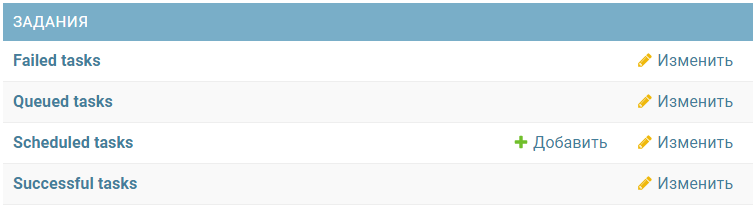 ЗАДАНИЯ
Failed tasks Изменить
Queued tasks Изменить
Scheduled tasks Добавить Изменить
Successful tasks Изменить